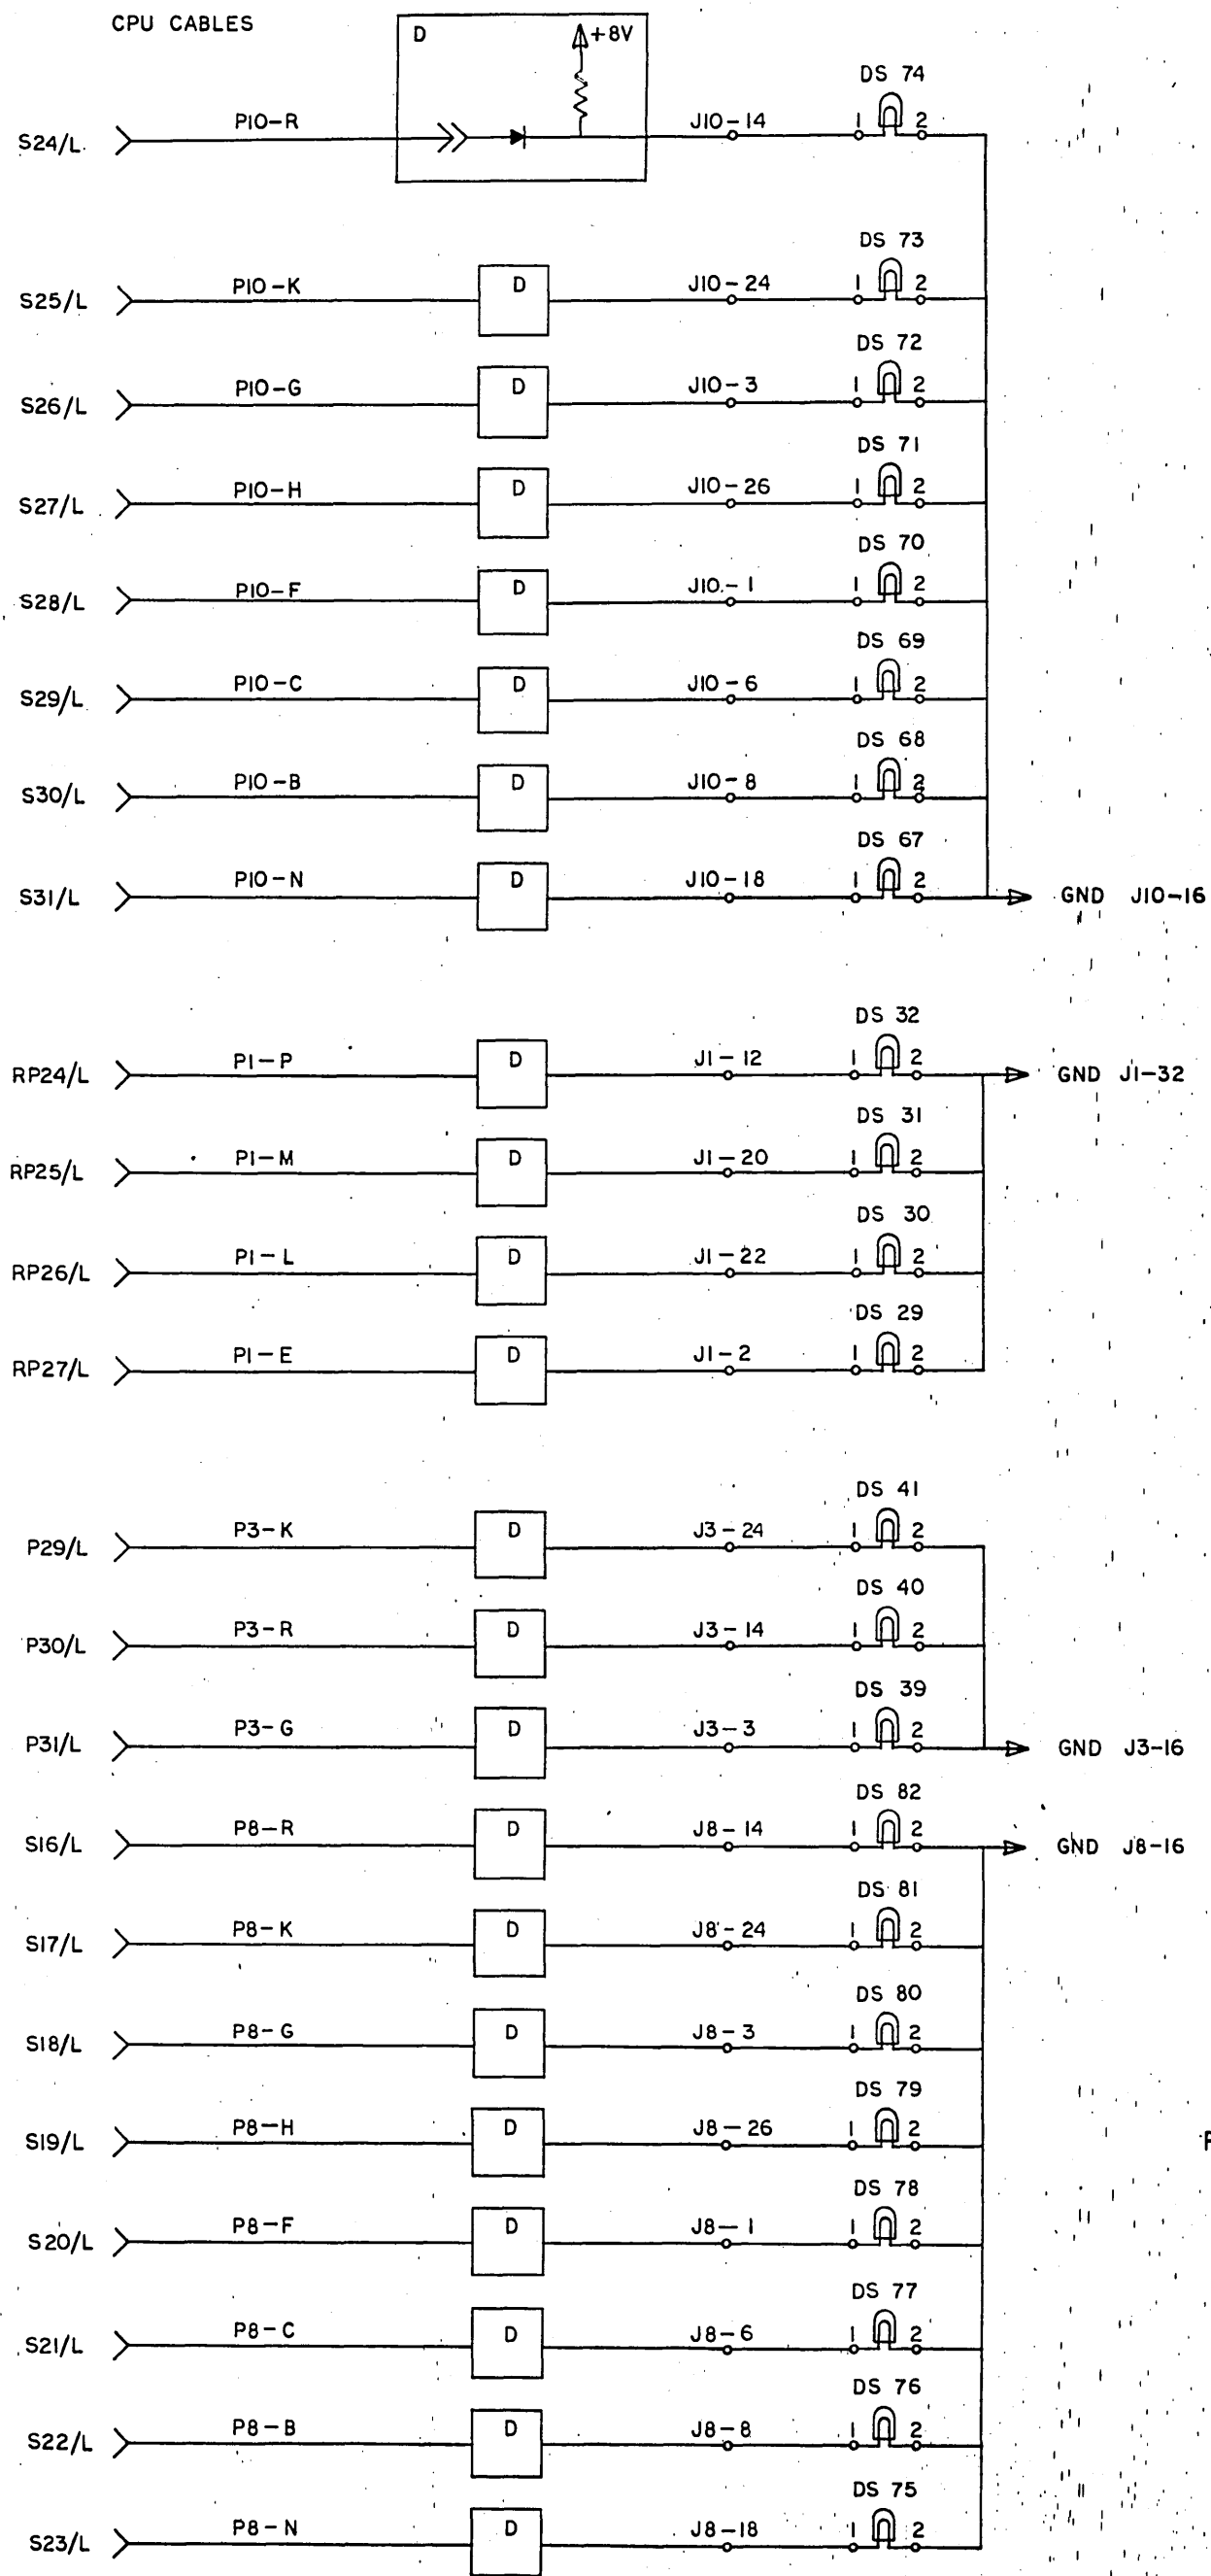 CPU CABLES
D +8V
DS 74
S24/L P10-R J10-14 1 2
DS 73
S25/L P10-K D J10-24 1 2
DS 72
S26/L P10-G D J10-3 1 2
DS 71
S27/L P10-H D J10-26 1 2
DS 70
S28/L P10-F D J10-1 1 2
DS 69
S29/L P10-C D J10-6 1 2
DS 68
S30/L P10-B D J10-8 1 2
DS 67
S31/L P10-N D J10-18 1 2 GND J10-16
DS 32
RP24/L P1-P D J1-12 1 2 GND J1-32
DS 31
RP25/L P1-M D J1-20 1 2
DS 30
RP26/L P1-L D J1-22 1 2
DS 29
RP27/L P1-E D J1-2 1 2
DS 41
P29/L P3-K D J3-24 1 2
DS 40
P30/L P3-R D J3-14 1 2
DS 39
P31/L P3-G D J3-3 1 2 GND J3-16
DS 82
S16/L P8-R D J8-14 1 2 GND J8-16
DS 81
S17/L P8-K D J8-24 1 2
DS 80
S18/L P8-G D J8-3 1 2
DS 79
S19/L P8-H D J8-26 1 2
DS 78
S20/L P8-F D J8-1 1 2
DS 77
S21/L P8-C D J8-6 1 2
DS 76
S22/L P8-B D J8-8 1 2
DS 75
S23/L P8-N D J8-18 1 2